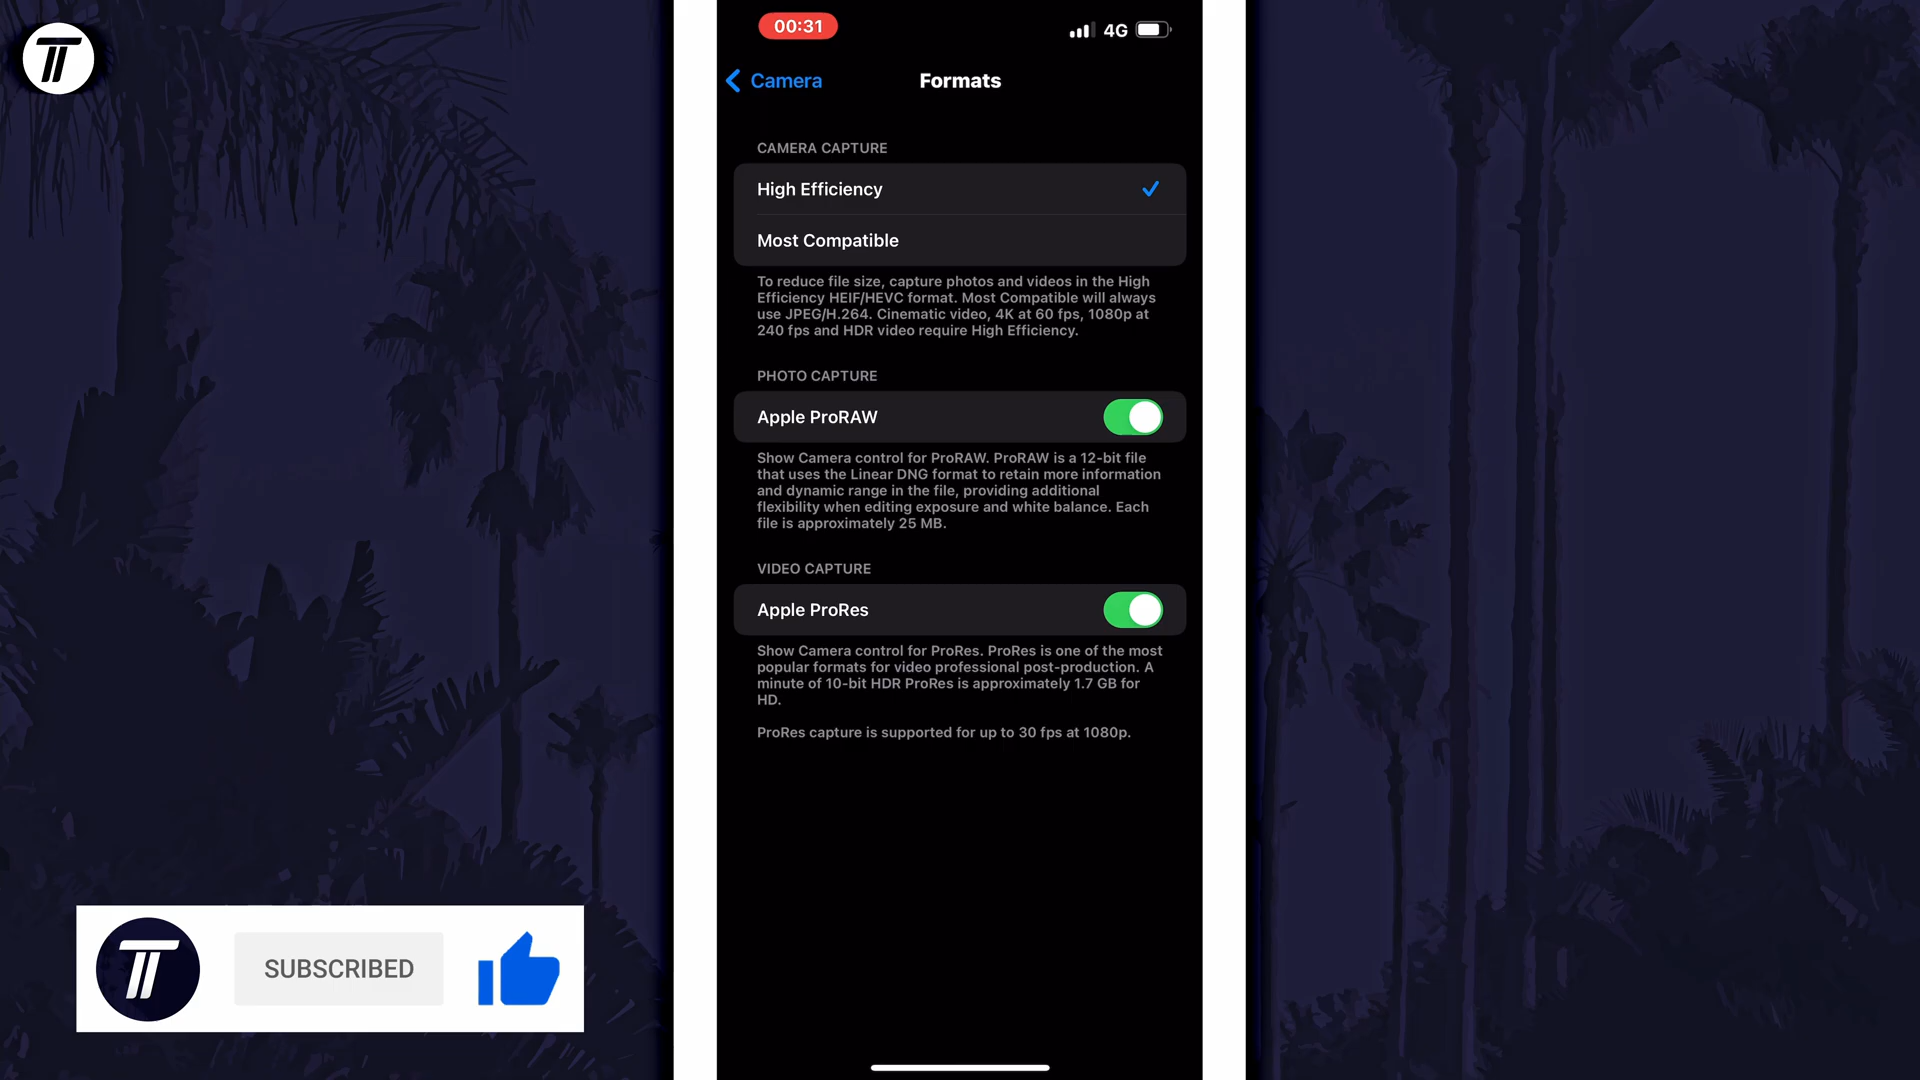 00:31
4G
Camera
Formats
CAMERA CAPTURE
High Efficiency
Most Compatible
To reduce file size, capture photos and videos in the High
Efficiency HEIF/HEVC format. Most Compatible will always
use JPEG/H.264. Cinematic video, 4K at 60 fps, 1080p at
240 fps and HDR video require High Efficiency.
PHOTO CAPTURE
Apple ProRAW
Show Camera control for ProRAW. ProRAW is a 12-bit file
that uses the Linear DNG format to retain more information
and dynamic range in the file, providing additional
flexibility when editing exposure and white balance. Each
file is approximately 25 MB.
VIDEO CAPTURE
Apple ProRes
Show Camera control for ProRes. ProRes is one of the most
popular formats for video professional post-production. A
minute of 10-bit HDR ProRes is approximately 1.7 GB for
HD.
ProRes capture is supported for up to 30 fps at 1080p.
SUBSCRIBED